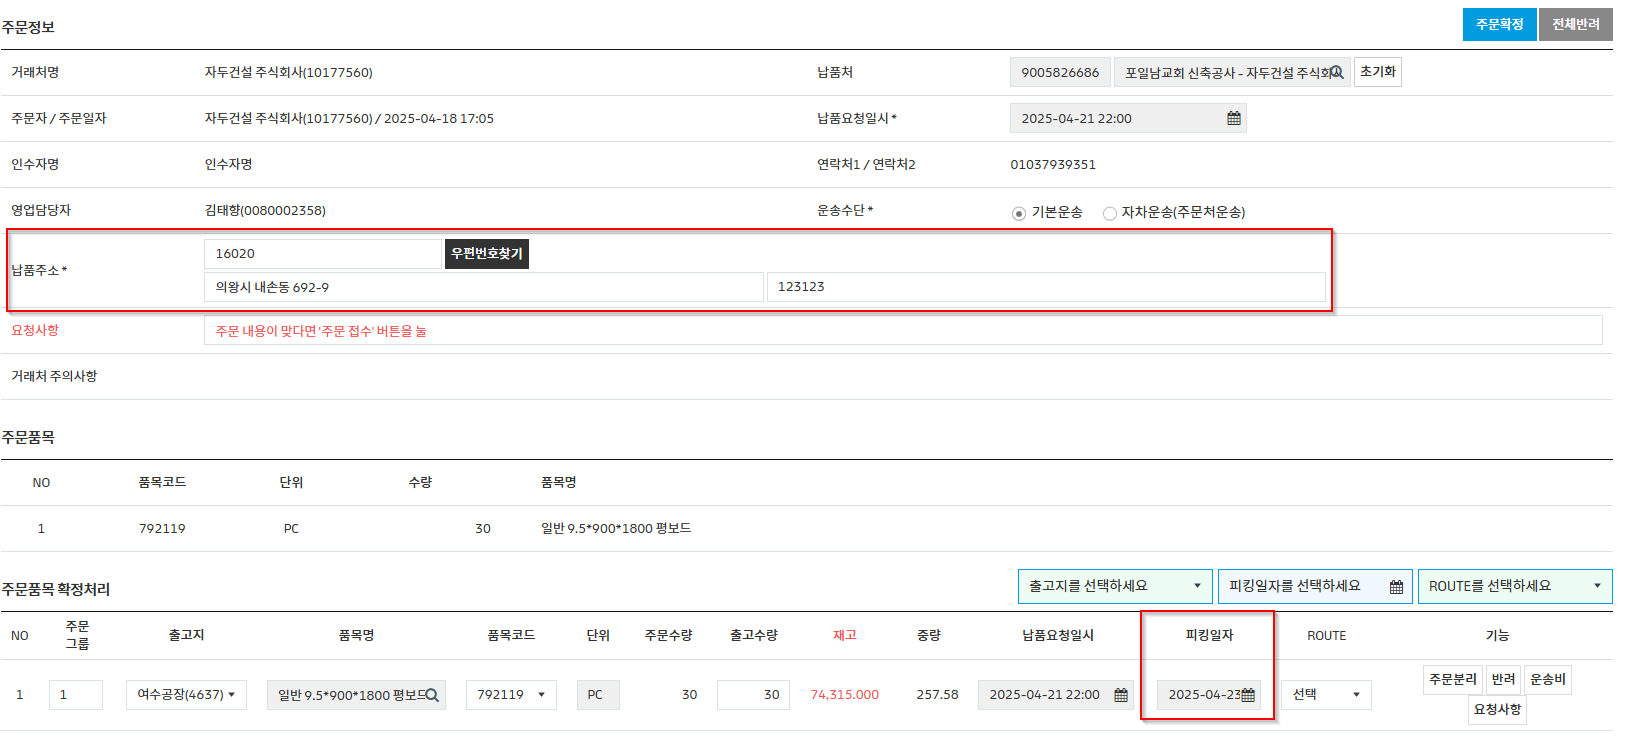 주문정보
주문확정 전체반려
거래처명 자두건설 주식회사(10177560) 납품처 9005826686 포일남교회 신축공사 - 자두건설 주식회 초기화
주문자 / 주문일자 자두건설 주식회사(10177560) / 2025-04-18 17:05 납품요청일시 * 2025-04-21 22:00
인수자명 인수자명 연락처1 / 연락처2 01037939351
영업담당자 김태향(0080002358) 운송수단 * 기본운송 자차운송(주문처운송)
납품주소 * 16020 우편번호찾기
의왕시 내손동 692-9 123123
요청사항 주문 내용이 맞다면 '주문 접수' 버튼을 눌
거래처 주의사항
주문품목
NO 품목코드 단위 수량 품목명
1 792119 PC 30 일반 9.5*900*1800 평보드
주문품목 확정처리 출고지를 선택하세요 피킹일자를 선택하세요 ROUTE를 선택하세요
NO 주문그룹 출고지 품목명 품목코드 단위 주문수량 출고수량 재고 중량 납품요청일시 피킹일자 ROUTE 기능
1 1 여수공장(4637) 일반 9.5*900*1800 평보드 792119 PC 30 30 74,315.000 257.58 2025-04-21 22:00 2025-04-23 선택 주문분리 반려 운송비
요청사항